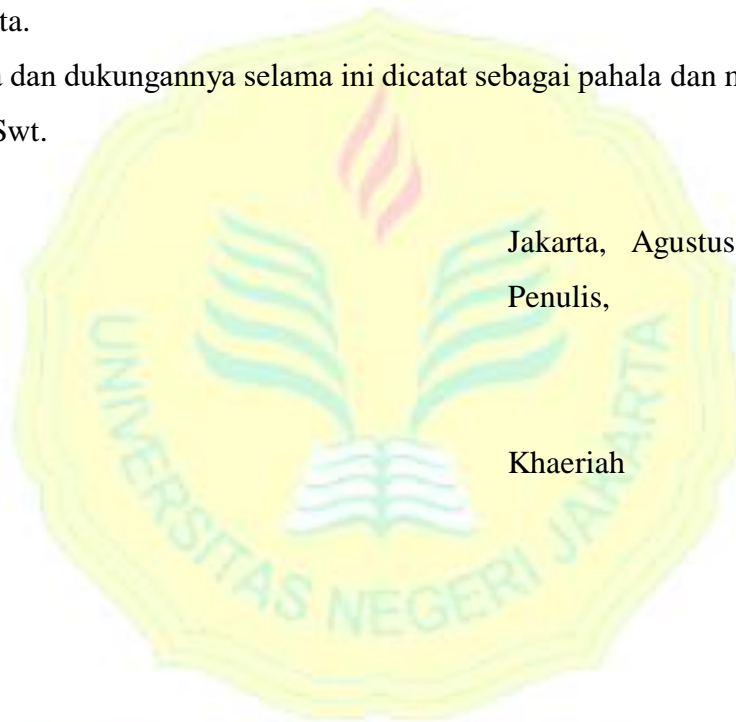 ta.
dan dukungannya selama ini dicatat sebagai pahala dan
Swt.
Jakarta, Agustus
Penulis,
Khaeriah
UNIVERSITAS NEGERI JAKARTA